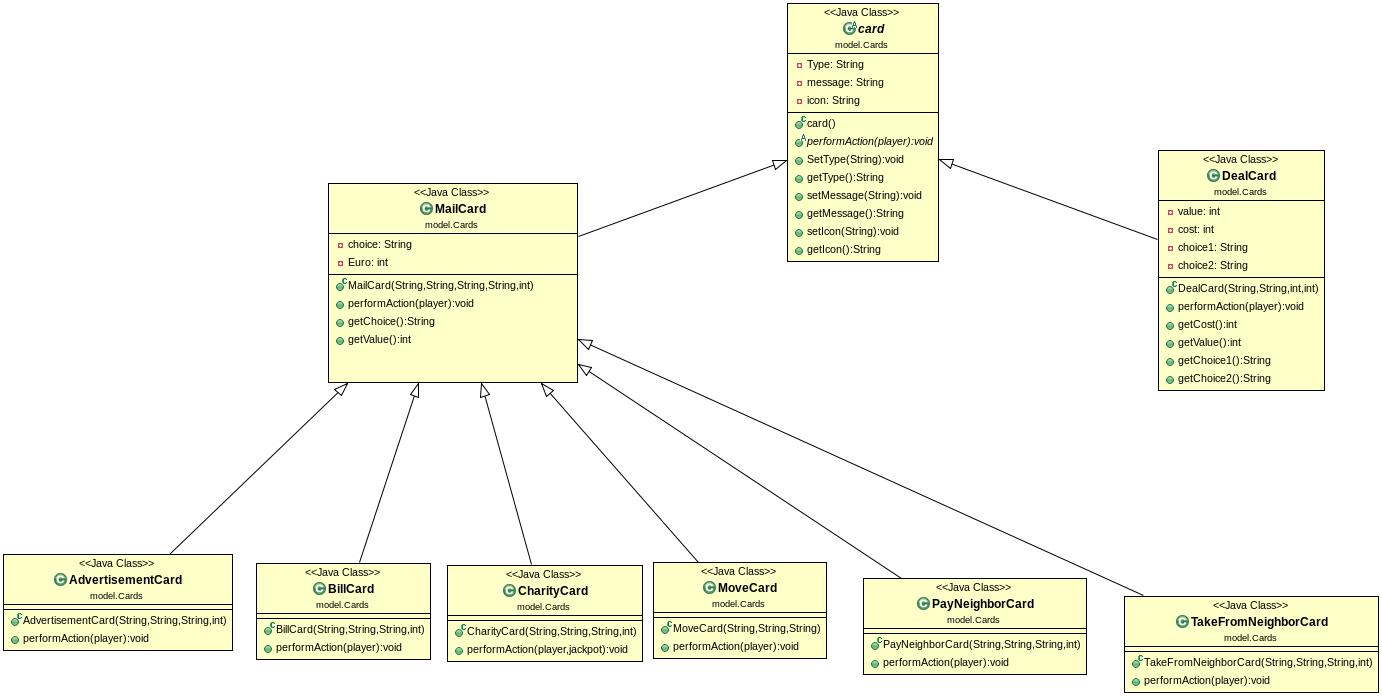 <<Java Class>>
card
model.Cards
Type: String
message: String
icon: String
card()
performAction(player):void
SetType(String):void
getType():String
setMessage(String):void
getMessage():String
setIcon(String):void
getIcon():String
<<Java Class>>
MailCard
model.Cards
choice: String
Euro: int
MailCard(String,String,String,String,int)
performAction(player):void
getChoice():String
getValue():int
<<Java Class>>
DealCard
model.Cards
value: int
cost: int
choice1: String
choice2: String
DealCard(String,String,int,int)
performAction(player):void
getCost():int
getValue():int
getChoice1():String
getChoice2():String
<<Java Class>>
AdvertisementCard
model.Cards
AdvertisementCard(String,String,String,int)
performAction(player):void
<<Java Class>>
BillCard
model.Cards
BillCard(String,String,String,int)
performAction(player):void
<<Java Class>>
CharityCard
model.Cards
CharityCard(String,String,String,int)
performAction(player,jackpot):void
<<Java Class>>
MoveCard
model.Cards
MoveCard(String,String,String)
performAction(player):void
<<Java Class>>
PayNeighborCard
model.Cards
PayNeighborCard(String,String,String,int)
performAction(player):void
<<Java Class>>
TakeFromNeighborCard
model.Cards
TakeFromNeighborCard(String,String,String,int)
performAction(player):void